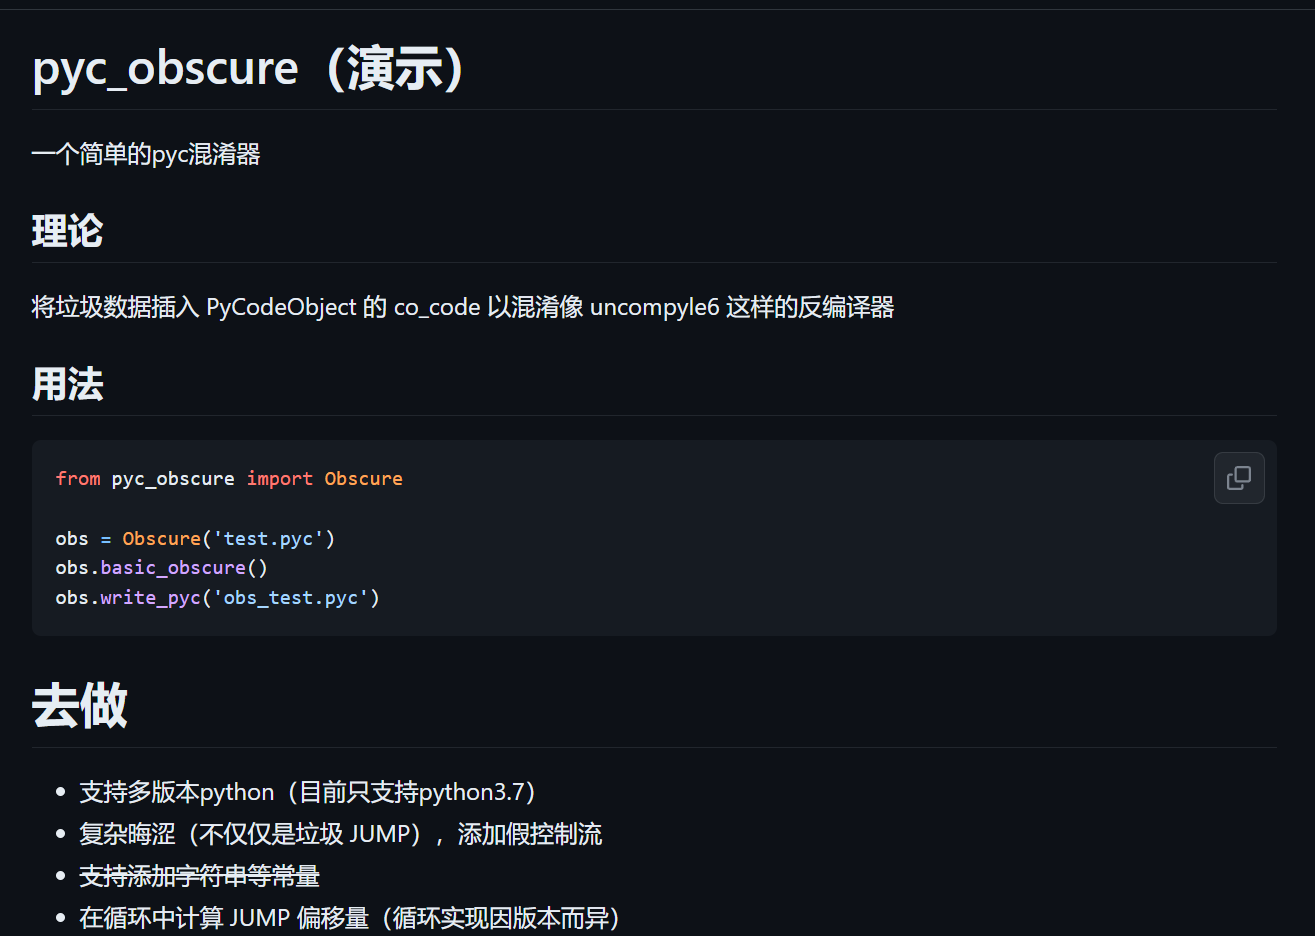 pyc_obscure（演示）
一个简单的pyc混淆器
理论
将垃圾数据插入 PyCodeObject 的 co_code 以混淆像 uncompyle6 这样的反编译器
用法
from pyc_obscure import Obscure
obs = Obscure('test.pyc')
obs.basic_obscure()
obs.write_pyc('obs_test.pyc')
去做
支持多版本python（目前只支持python3.7）
复杂晦涩（不仅仅是垃圾 JUMP），添加假控制流
支持添加字符串等常量
在循环中计算 JUMP 偏移量（循环实现因版本而异）